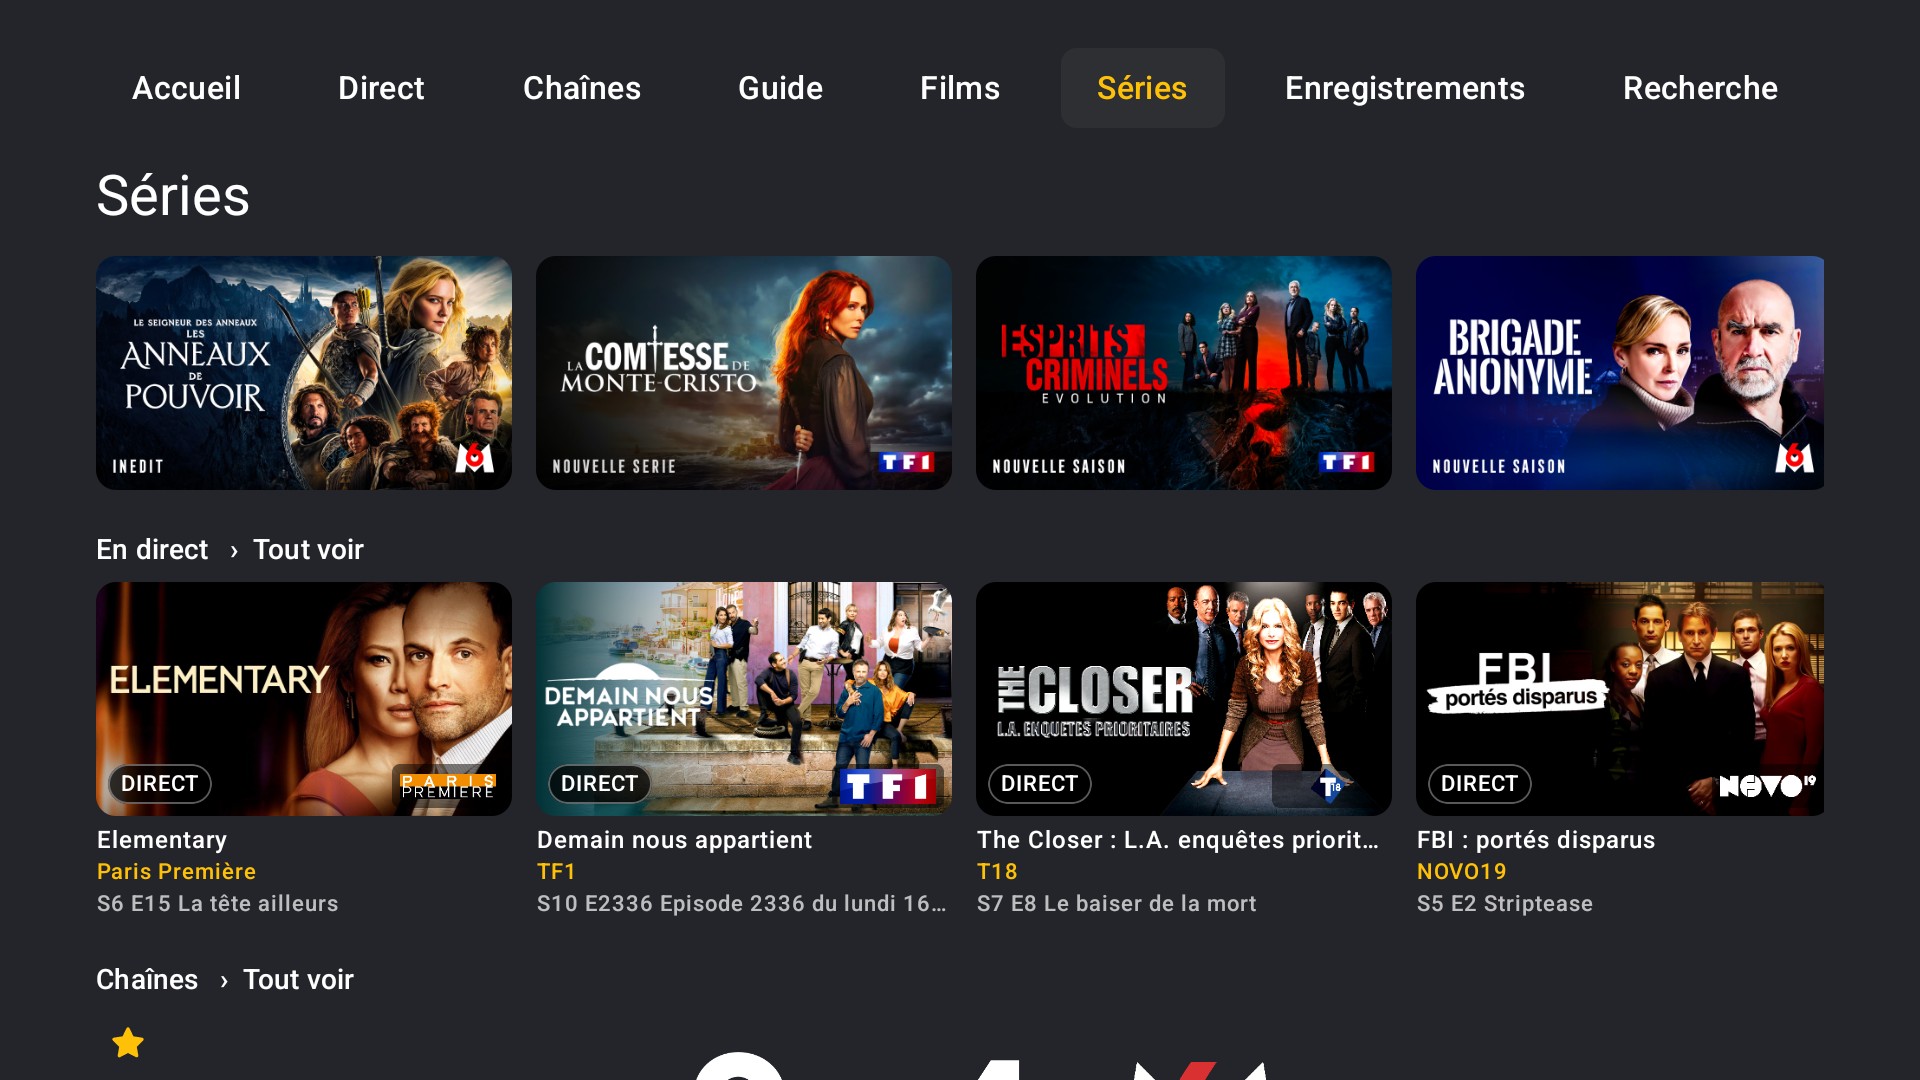 Accueil
Direct
Chaînes
Guide
Films
Séries
Enregistrements
Recherche
Séries
LE SEIGNEUR DES ANNEAUX
LES
ANNEAUX
DE
POUVOIR
INEDIT
M6
LA COMTESSE DE
MONTE-CRISTO
NOUVELLE SERIE
TF1
ESPRITS
CRIMINELS
EVOLUTION
NOUVELLE SAISON
TF1
BRIGADE
ANONYME
NOUVELLE SAISON
M6
En direct › Tout voir
ELEMENTARY
DIRECT
PARIS
PREMIERE
DEMAIN NOUS
APPARTIENT
DIRECT
TF1
THE CLOSER
L.A. ENQUETES PRIORITAIRES
DIRECT
T18
FBI
portés disparus
DIRECT
NOVO19
Elementary
Paris Première
S6 E15 La tête ailleurs
Demain nous appartient
TF1
S10 E2336 Episode 2336 du lundi 16…
The Closer : L.A. enquêtes priorit…
T18
S7 E8 Le baiser de la mort
FBI : portés disparus
NOVO19
S5 E2 Striptease
Chaînes › Tout voir